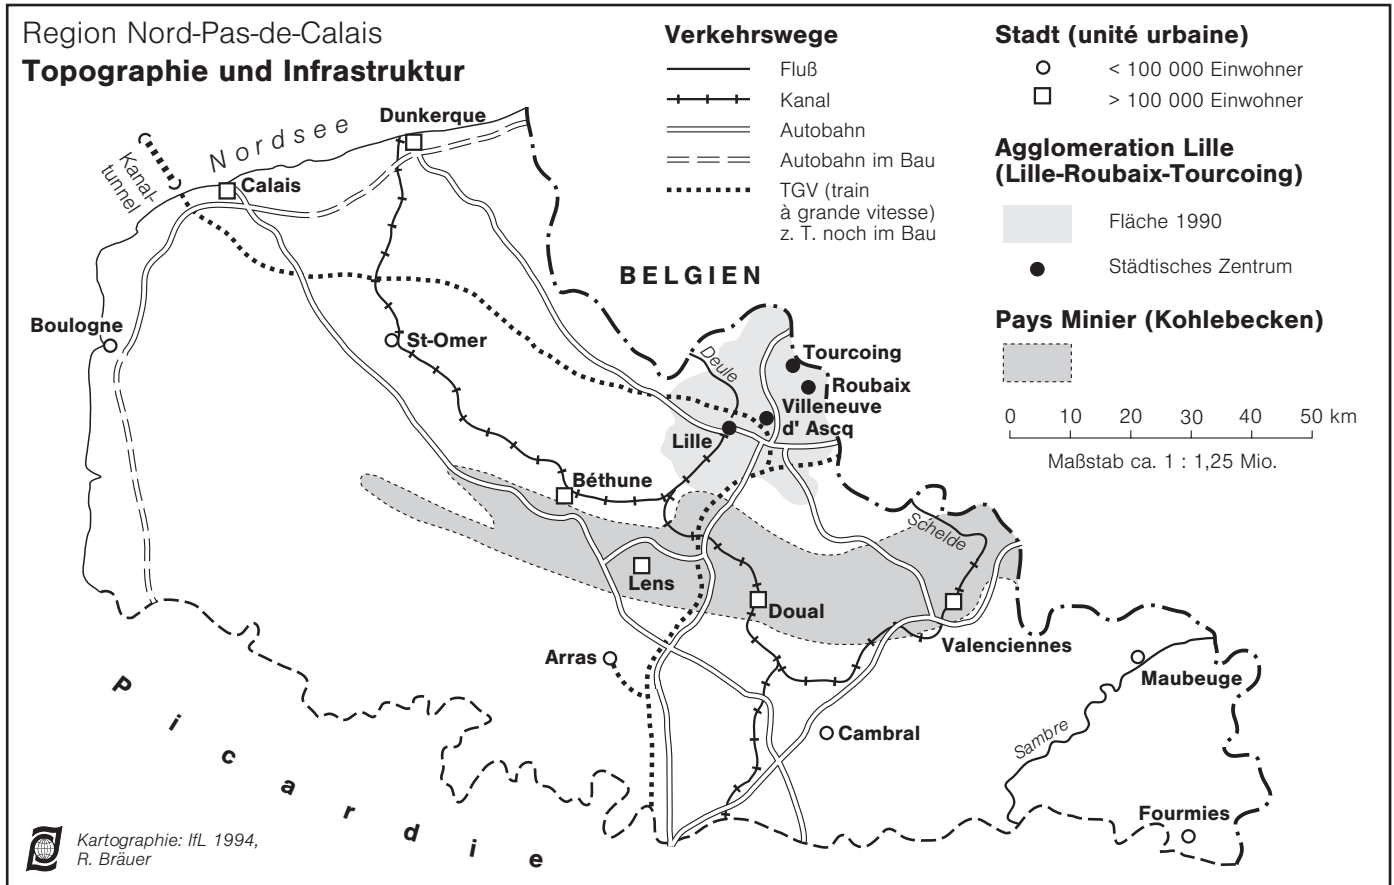 Region Nord-Pas-de-Calais
Topographie und Infrastruktur
Verkehrswege
Fluß
Kanal
Autobahn
Autobahn im Bau
TGV (train
à grande vitesse)
z. T. noch im Bau
Stadt (unité urbaine)
< 100 000 Einwohner
> 100 000 Einwohner
Agglomeration Lille
(Lille-Roubaix-Tourcoing)
Fläche 1990
Städtisches Zentrum
Pays Minier (Kohlebecken)
0 10 20 30 40 50 km
Maßstab ca. 1 : 1,25 Mio.
Nordsee
Kanal-
tunnel
Dunkerque
Calais
BELGIEN
Boulogne
St-Omer
Deule
Tourcoing
Roubaix
Villeneuve
d' Ascq
Lille
Béthune
Schelde
Lens
Doual
Valenciennes
Arras
Maubeuge
Cambral
Sambre
Fourmies
Picardie
Kartographie: IfL 1994,
R. Bräuer